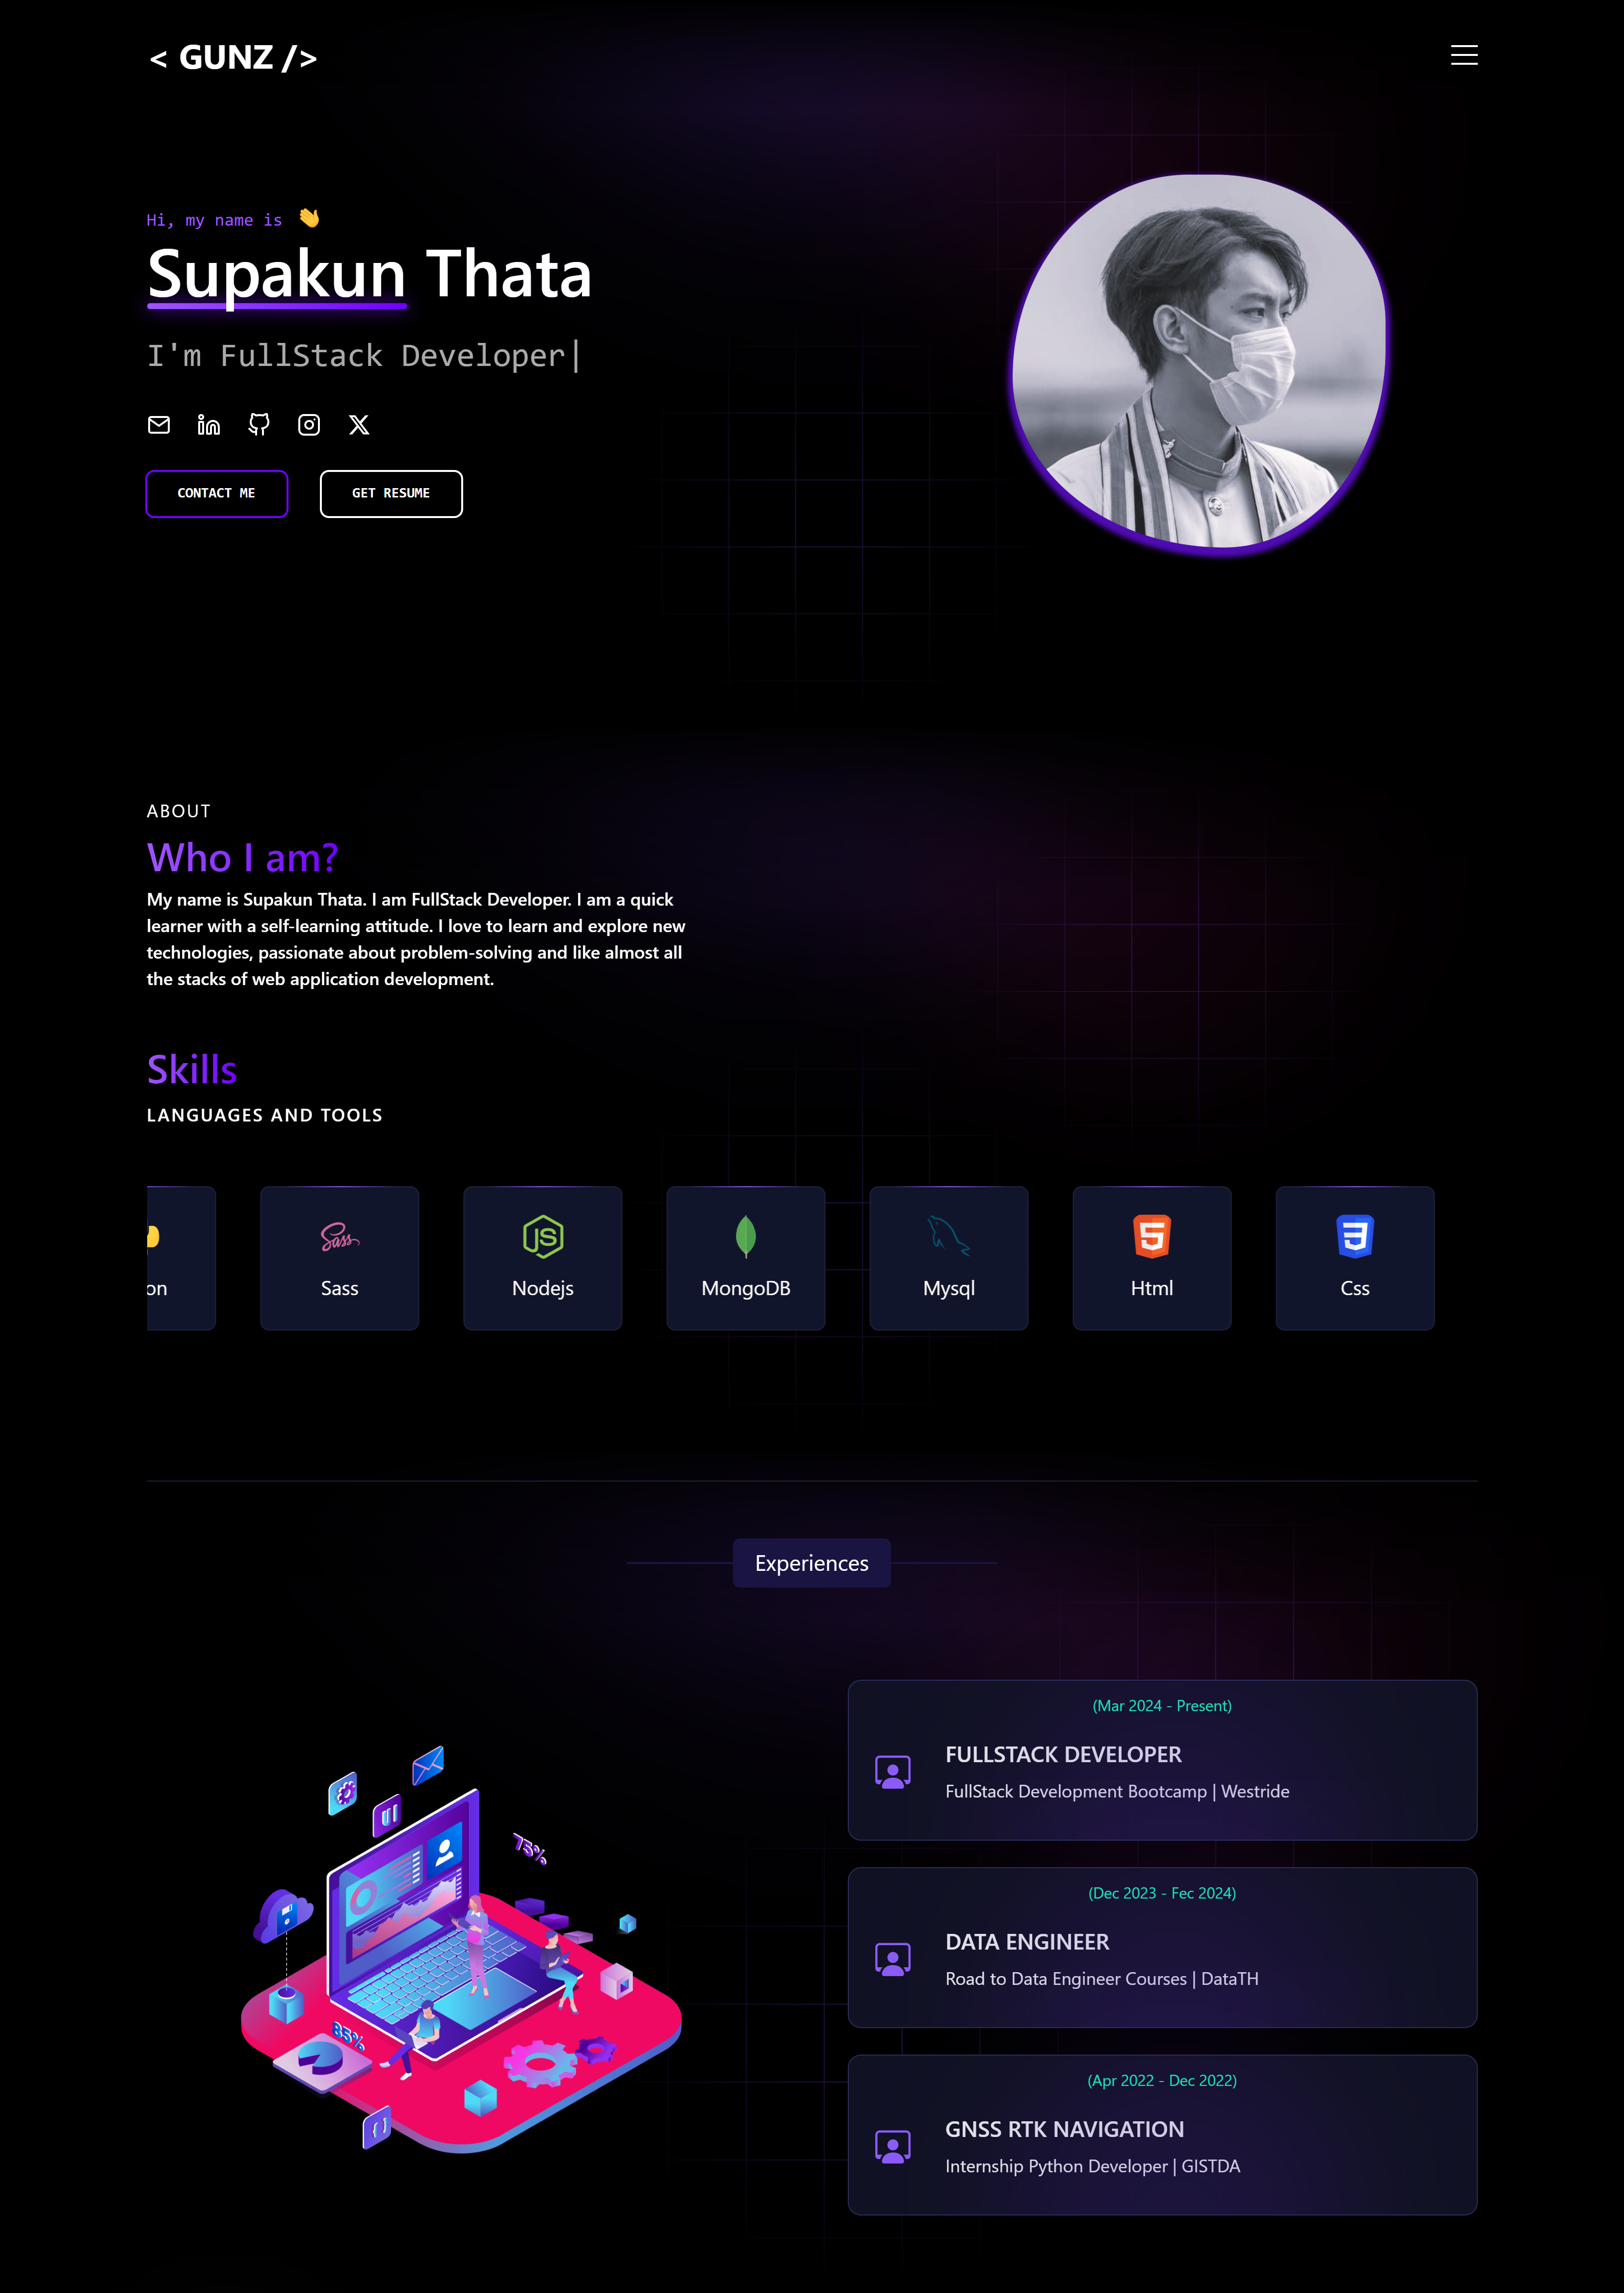 < GUNZ />
Hi, my name is 👋
Supakun Thata
I'm FullStack Developer|
CONTACT ME
GET RESUME
ABOUT
Who I am?
My name is Supakun Thata. I am FullStack Developer. I am a quick
learner with a self-learning attitude. I love to learn and explore new
technologies, passionate about problem-solving and like almost all
the stacks of web application development.
Skills
LANGUAGES AND TOOLS
on
Sass
Nodejs
MongoDB
Mysql
Html
Css
Experiences
(Mar 2024 - Present)
FULLSTACK DEVELOPER
FullStack Development Bootcamp | Westride
(Dec 2023 - Fec 2024)
DATA ENGINEER
Road to Data Engineer Courses | DataTH
(Apr 2022 - Dec 2022)
GNSS RTK NAVIGATION
Internship Python Developer | GISTDA
75%
85%